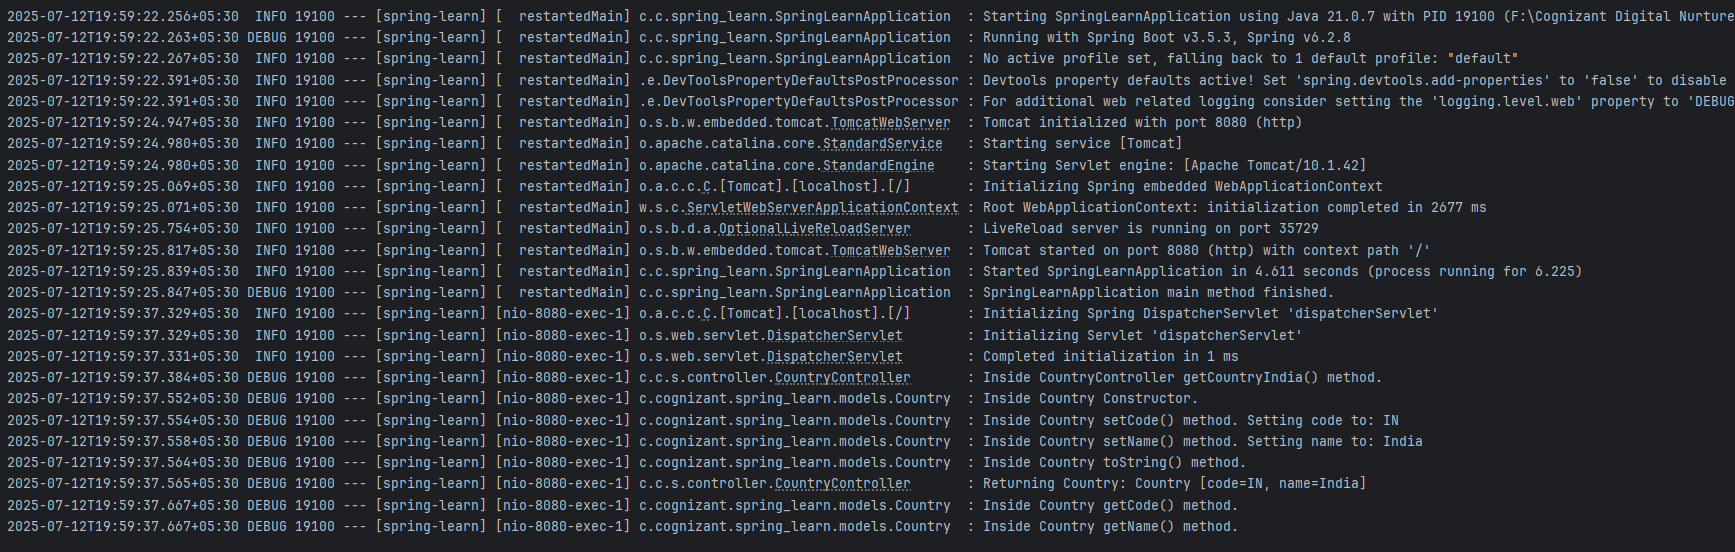 2025-07-12T19:59:22.256+05:30  INFO 19100 --- [spring-learn] [  restartedMain] c.c.spring_learn.SpringLearnApplication  : Starting SpringLearnApplication using Java 21.0.7 with PID 19100 (F:\Cognizant Digital Nurture
2025-07-12T19:59:22.263+05:30 DEBUG 19100 --- [spring-learn] [  restartedMain] c.c.spring_learn.SpringLearnApplication  : Running with Spring Boot v3.5.3, Spring v6.2.8
2025-07-12T19:59:22.267+05:30  INFO 19100 --- [spring-learn] [  restartedMain] c.c.spring_learn.SpringLearnApplication  : No active profile set, falling back to 1 default profile: "default"
2025-07-12T19:59:22.391+05:30  INFO 19100 --- [spring-learn] [  restartedMain] .e.DevToolsPropertyDefaultsPostProcessor : Devtools property defaults active! Set 'spring.devtools.add-properties' to 'false' to disable
2025-07-12T19:59:22.391+05:30  INFO 19100 --- [spring-learn] [  restartedMain] .e.DevToolsPropertyDefaultsPostProcessor : For additional web related logging consider setting the 'logging.level.web' property to 'DEBUG
2025-07-12T19:59:24.947+05:30  INFO 19100 --- [spring-learn] [  restartedMain] o.s.b.w.embedded.tomcat.TomcatWebServer  : Tomcat initialized with port 8080 (http)
2025-07-12T19:59:24.980+05:30  INFO 19100 --- [spring-learn] [  restartedMain] o.apache.catalina.core.StandardService   : Starting service [Tomcat]
2025-07-12T19:59:24.980+05:30  INFO 19100 --- [spring-learn] [  restartedMain] o.apache.catalina.core.StandardEngine    : Starting Servlet engine: [Apache Tomcat/10.1.42]
2025-07-12T19:59:25.069+05:30  INFO 19100 --- [spring-learn] [  restartedMain] o.a.c.c.C.[Tomcat].[localhost].[/]       : Initializing Spring embedded WebApplicationContext
2025-07-12T19:59:25.071+05:30  INFO 19100 --- [spring-learn] [  restartedMain] w.s.c.ServletWebServerApplicationContext : Root WebApplicationContext: initialization completed in 2677 ms
2025-07-12T19:59:25.754+05:30  INFO 19100 --- [spring-learn] [  restartedMain] o.s.b.d.a.OptionalLiveReloadServer       : LiveReload server is running on port 35729
2025-07-12T19:59:25.817+05:30  INFO 19100 --- [spring-learn] [  restartedMain] o.s.b.w.embedded.tomcat.TomcatWebServer  : Tomcat started on port 8080 (http) with context path '/'
2025-07-12T19:59:25.839+05:30  INFO 19100 --- [spring-learn] [  restartedMain] c.c.spring_learn.SpringLearnApplication  : Started SpringLearnApplication in 4.611 seconds (process running for 6.225)
2025-07-12T19:59:25.847+05:30 DEBUG 19100 --- [spring-learn] [  restartedMain] c.c.spring_learn.SpringLearnApplication  : SpringLearnApplication main method finished.
2025-07-12T19:59:37.329+05:30  INFO 19100 --- [spring-learn] [nio-8080-exec-1] o.a.c.c.C.[Tomcat].[localhost].[/]       : Initializing Spring DispatcherServlet 'dispatcherServlet'
2025-07-12T19:59:37.329+05:30  INFO 19100 --- [spring-learn] [nio-8080-exec-1] o.s.web.servlet.DispatcherServlet        : Initializing Servlet 'dispatcherServlet'
2025-07-12T19:59:37.331+05:30  INFO 19100 --- [spring-learn] [nio-8080-exec-1] o.s.web.servlet.DispatcherServlet        : Completed initialization in 1 ms
2025-07-12T19:59:37.384+05:30 DEBUG 19100 --- [spring-learn] [nio-8080-exec-1] c.c.s.controller.CountryController       : Inside CountryController getCountryIndia() method.
2025-07-12T19:59:37.552+05:30 DEBUG 19100 --- [spring-learn] [nio-8080-exec-1] c.cognizant.spring_learn.models.Country  : Inside Country Constructor.
2025-07-12T19:59:37.554+05:30 DEBUG 19100 --- [spring-learn] [nio-8080-exec-1] c.cognizant.spring_learn.models.Country  : Inside Country setCode() method. Setting code to: IN
2025-07-12T19:59:37.558+05:30 DEBUG 19100 --- [spring-learn] [nio-8080-exec-1] c.cognizant.spring_learn.models.Country  : Inside Country setName() method. Setting name to: India
2025-07-12T19:59:37.564+05:30 DEBUG 19100 --- [spring-learn] [nio-8080-exec-1] c.cognizant.spring_learn.models.Country  : Inside Country toString() method.
2025-07-12T19:59:37.565+05:30 DEBUG 19100 --- [spring-learn] [nio-8080-exec-1] c.c.s.controller.CountryController       : Returning Country: Country [code=IN, name=India]
2025-07-12T19:59:37.667+05:30 DEBUG 19100 --- [spring-learn] [nio-8080-exec-1] c.cognizant.spring_learn.models.Country  : Inside Country getCode() method.
2025-07-12T19:59:37.667+05:30 DEBUG 19100 --- [spring-learn] [nio-8080-exec-1] c.cognizant.spring_learn.models.Country  : Inside Country getName() method.